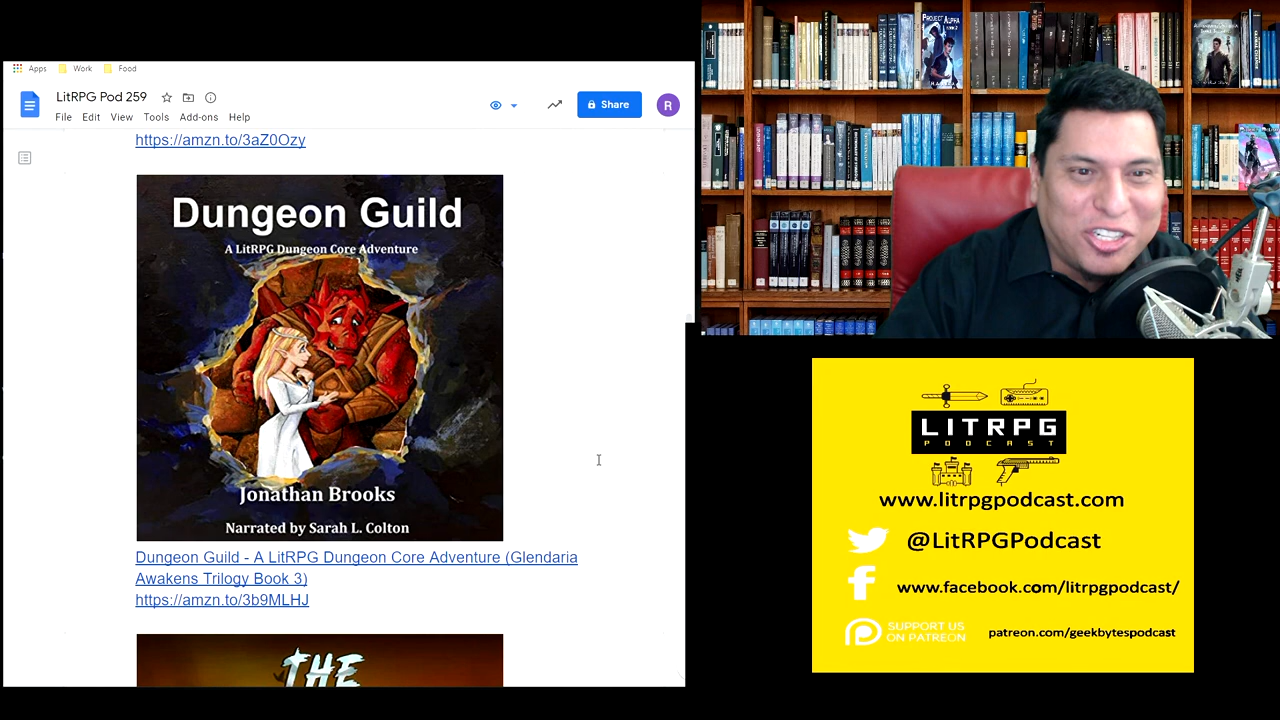 Apps Work Food
LitRPG Pod 259
File Edit View Tools Add-ons Help
Share
R
https://amzn.to/3aZ0Ozy
Dungeon Guild
A LitRPG Dungeon Core Adventure
Jonathan Brooks
Narrated by Sarah L. Colton
Dungeon Guild - A LitRPG Dungeon Core Adventure (Glendaria
Awakens Trilogy Book 3)
https://amzn.to/3b9MLHJ
THE
PROJECT
ALPHA
LITRPG
PODCAST
www.litrpgpodcast.com
@LitRPGPodcast
www.facebook.com/litrpgpodcast/
SUPPORT US
ON PATREON
patreon.com/geekbytespodcast